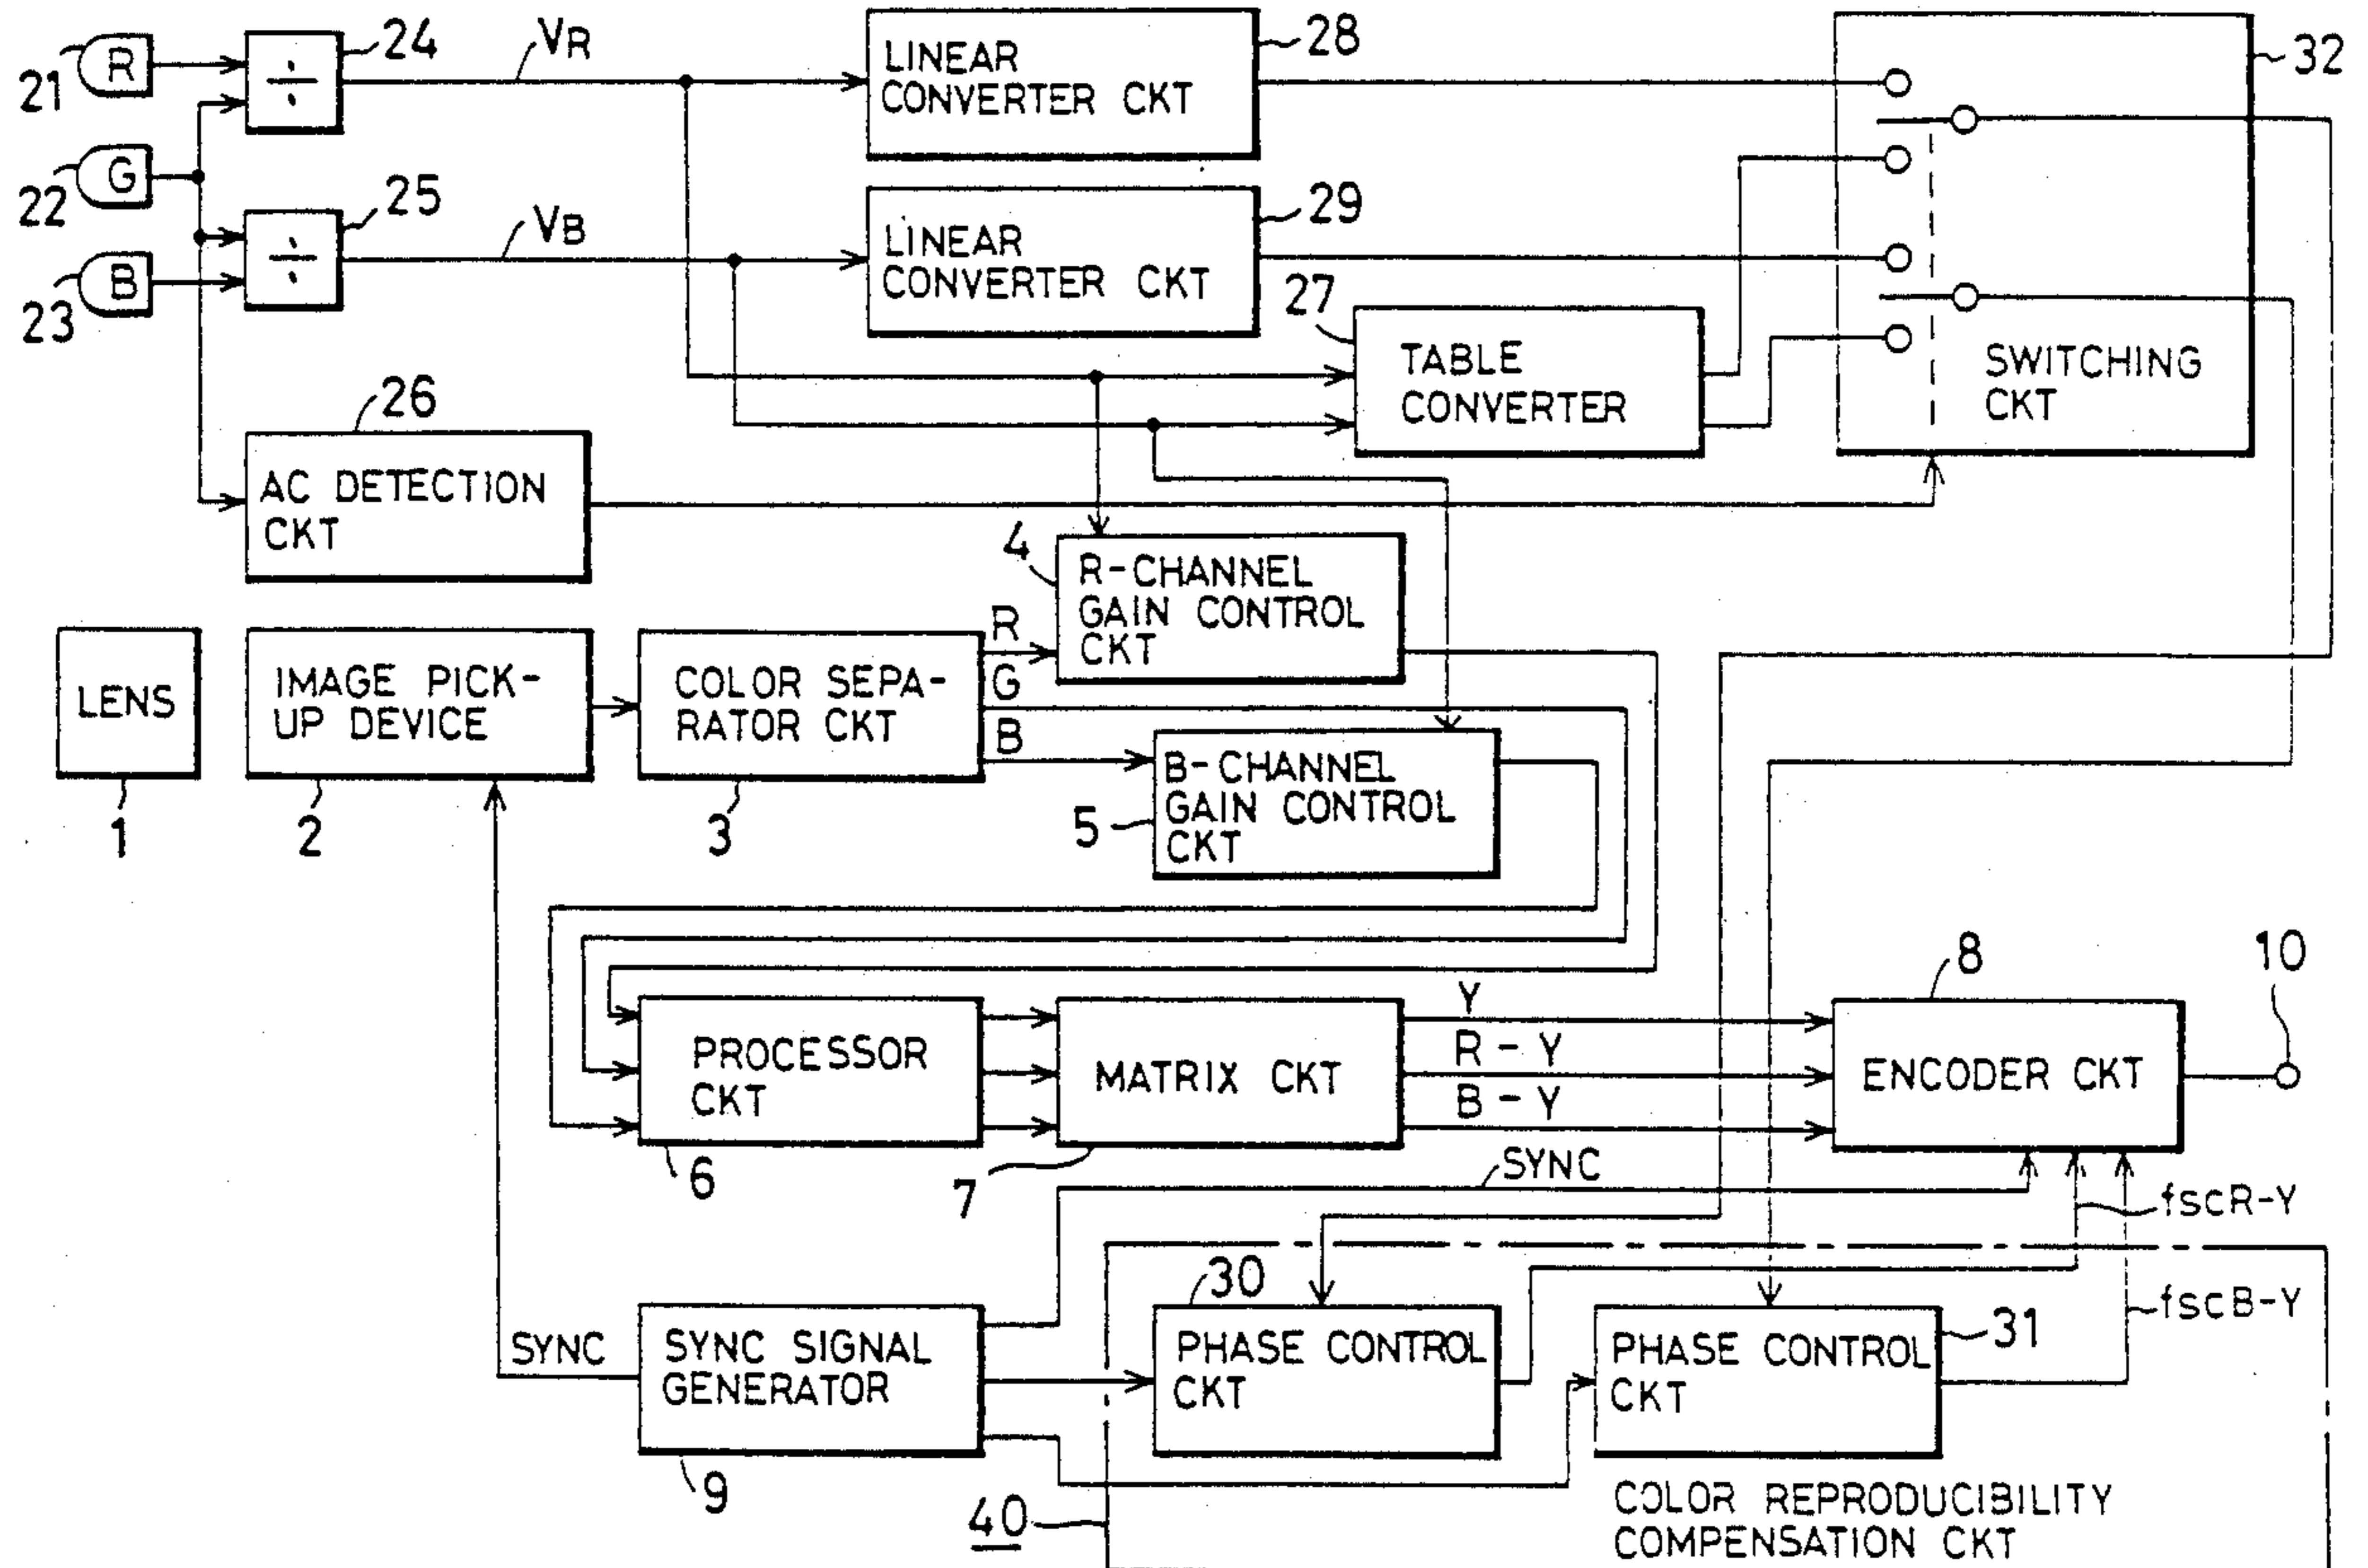 21
R
÷
24
VR
LINEAR
CONVERTER CKT
28
32
22
G
23
B
÷
25
VB
LINEAR
CONVERTER CKT
29
27
TABLE
CONVERTER
SWITCHING
CKT
26
AC DETECTION
CKT
4
R-CHANNEL
GAIN CONTROL
CKT
LENS
1
IMAGE PICK-
UP DEVICE
2
COLOR SEPA-
RATOR CKT
3
R
G
B
5
B-CHANNEL
GAIN CONTROL
CKT
PROCESSOR
CKT
6
MATRIX CKT
7
Y
R-Y
B-Y
8
ENCODER CKT
10
SYNC
fscR-Y
fscB-Y
SYNC
SYNC SIGNAL
GENERATOR
9
30
PHASE CONTROL
CKT
PHASE CONTROL
CKT
31
40
COLOR REPRODUCIBILITY
COMPENSATION CKT